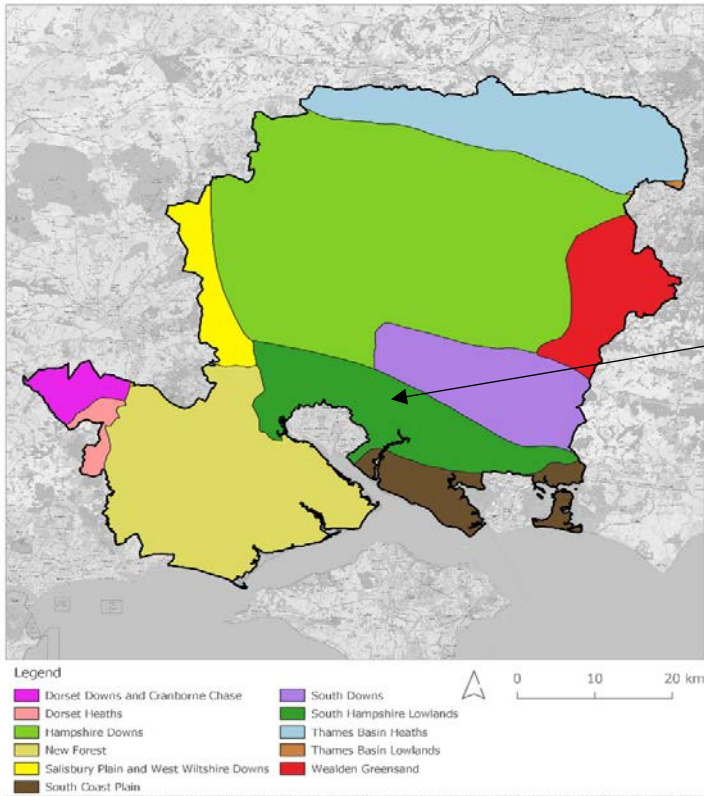 Legend
Dorset Downs and Cranborne Chase
Dorset Heaths
Hampshire Downs
New Forest
Salisbury Plain and West Wiltshire Downs
South Coast Plain
South Downs
South Hampshire Lowlands
Thames Basin Heaths
Thames Basin Lowlands
Wealden Greensand
0 10 20 km